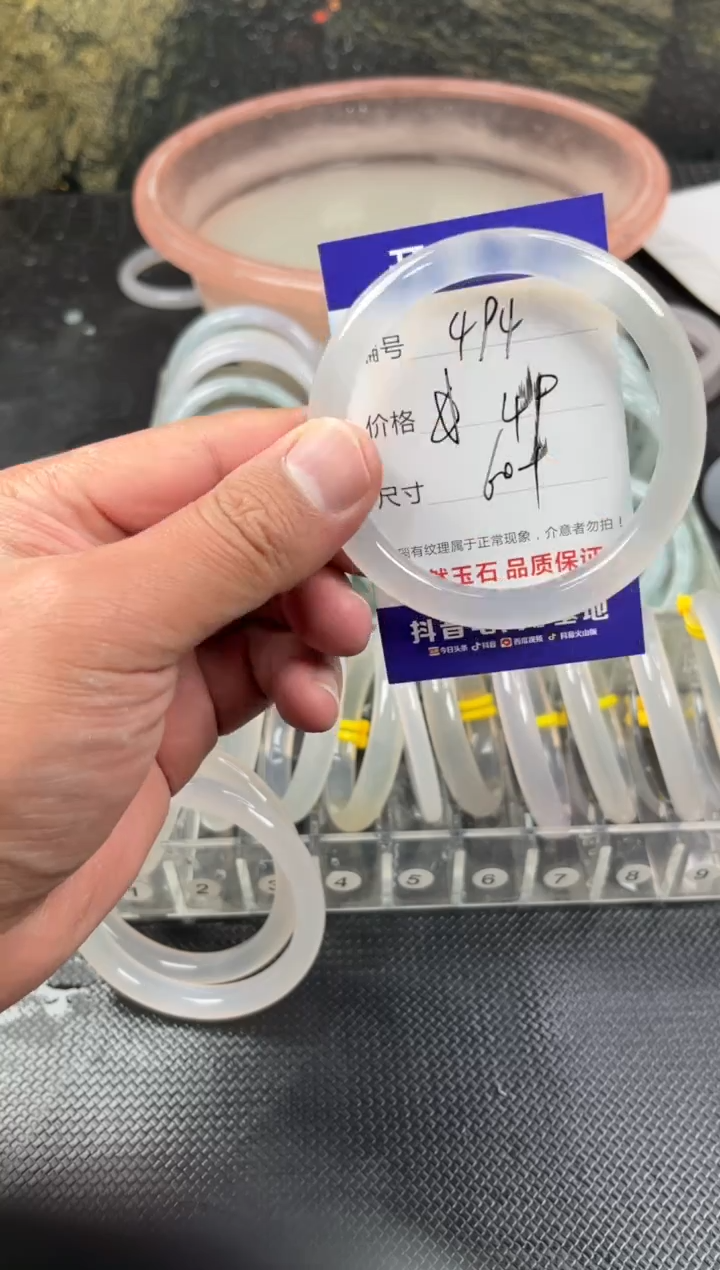 编号 494
价格 49
尺寸 60+
有纹理属于正常现象，介意者勿拍！
然玉石 品质保证
抖音
今日头条 抖音 西瓜视频 抖音火山版
1 2 3 4 5 6 7 8 9